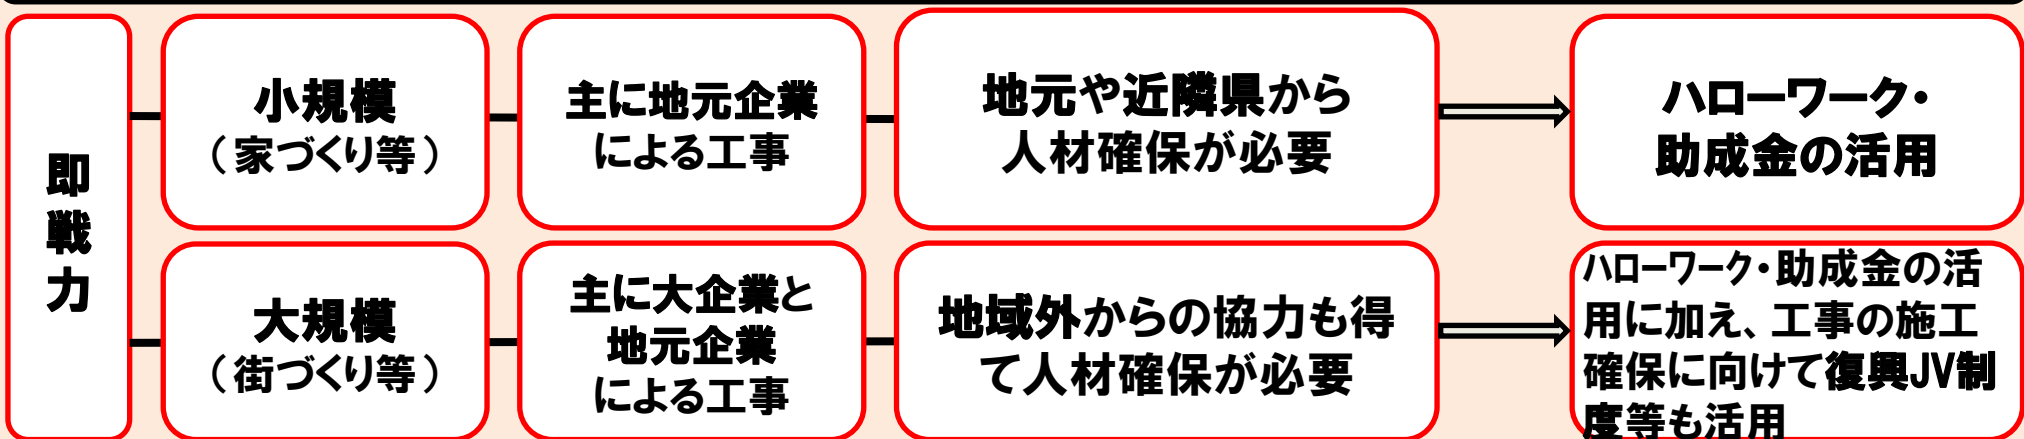 即戦力
小規模
（家づくり等）
主に地元企業
による工事
地元や近隣県から
人材確保が必要
ハローワーク・
助成金の活用
大規模
（街づくり等）
主に大企業と
地元企業
による工事
地域外からの協力も得
て人材確保が必要
ハローワーク・助成金の活
用に加え、工事の施工
確保に向けて復興JV制
度等も活用